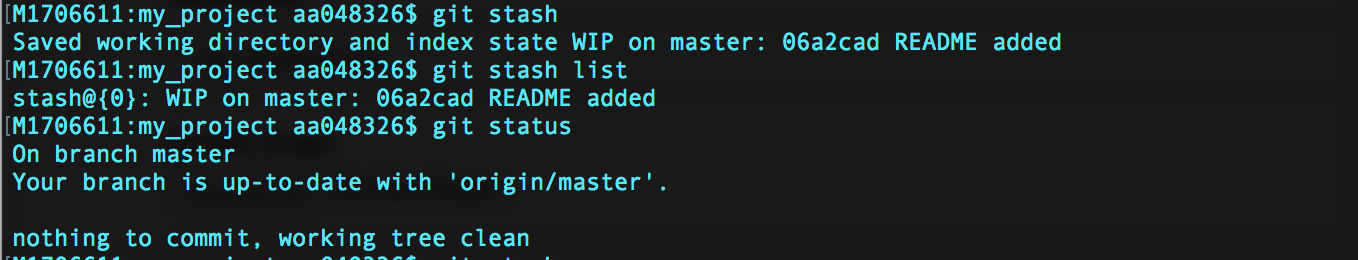 [M1706611:my_project aa048326$ git stash
Saved working directory and index state WIP on master: 06a2cad README added
[M1706611:my_project aa048326$ git stash list
stash@{0}: WIP on master: 06a2cad README added
[M1706611:my_project aa048326$ git status
On branch master
Your branch is up-to-date with 'origin/master'.
nothing to commit, working tree clean